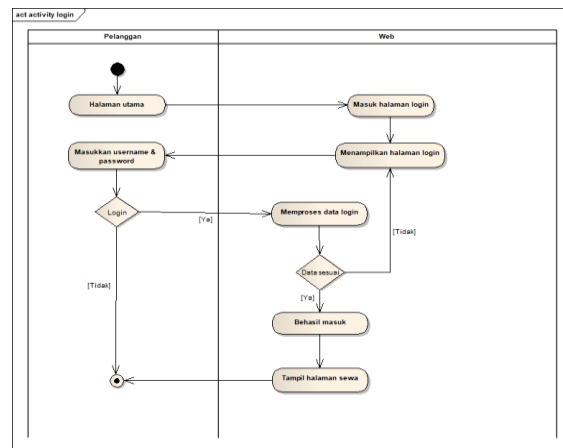 act activity login
Pelanggan
Web
Halaman utama
Masuk halaman login
Masukkan username &
password
Menampilkan halaman login
Login
[Ya]
Memproses data login
[Tidak]
Data sesuai
[Tidak]
[Ya]
Behasil masuk
Tampil halaman sewa